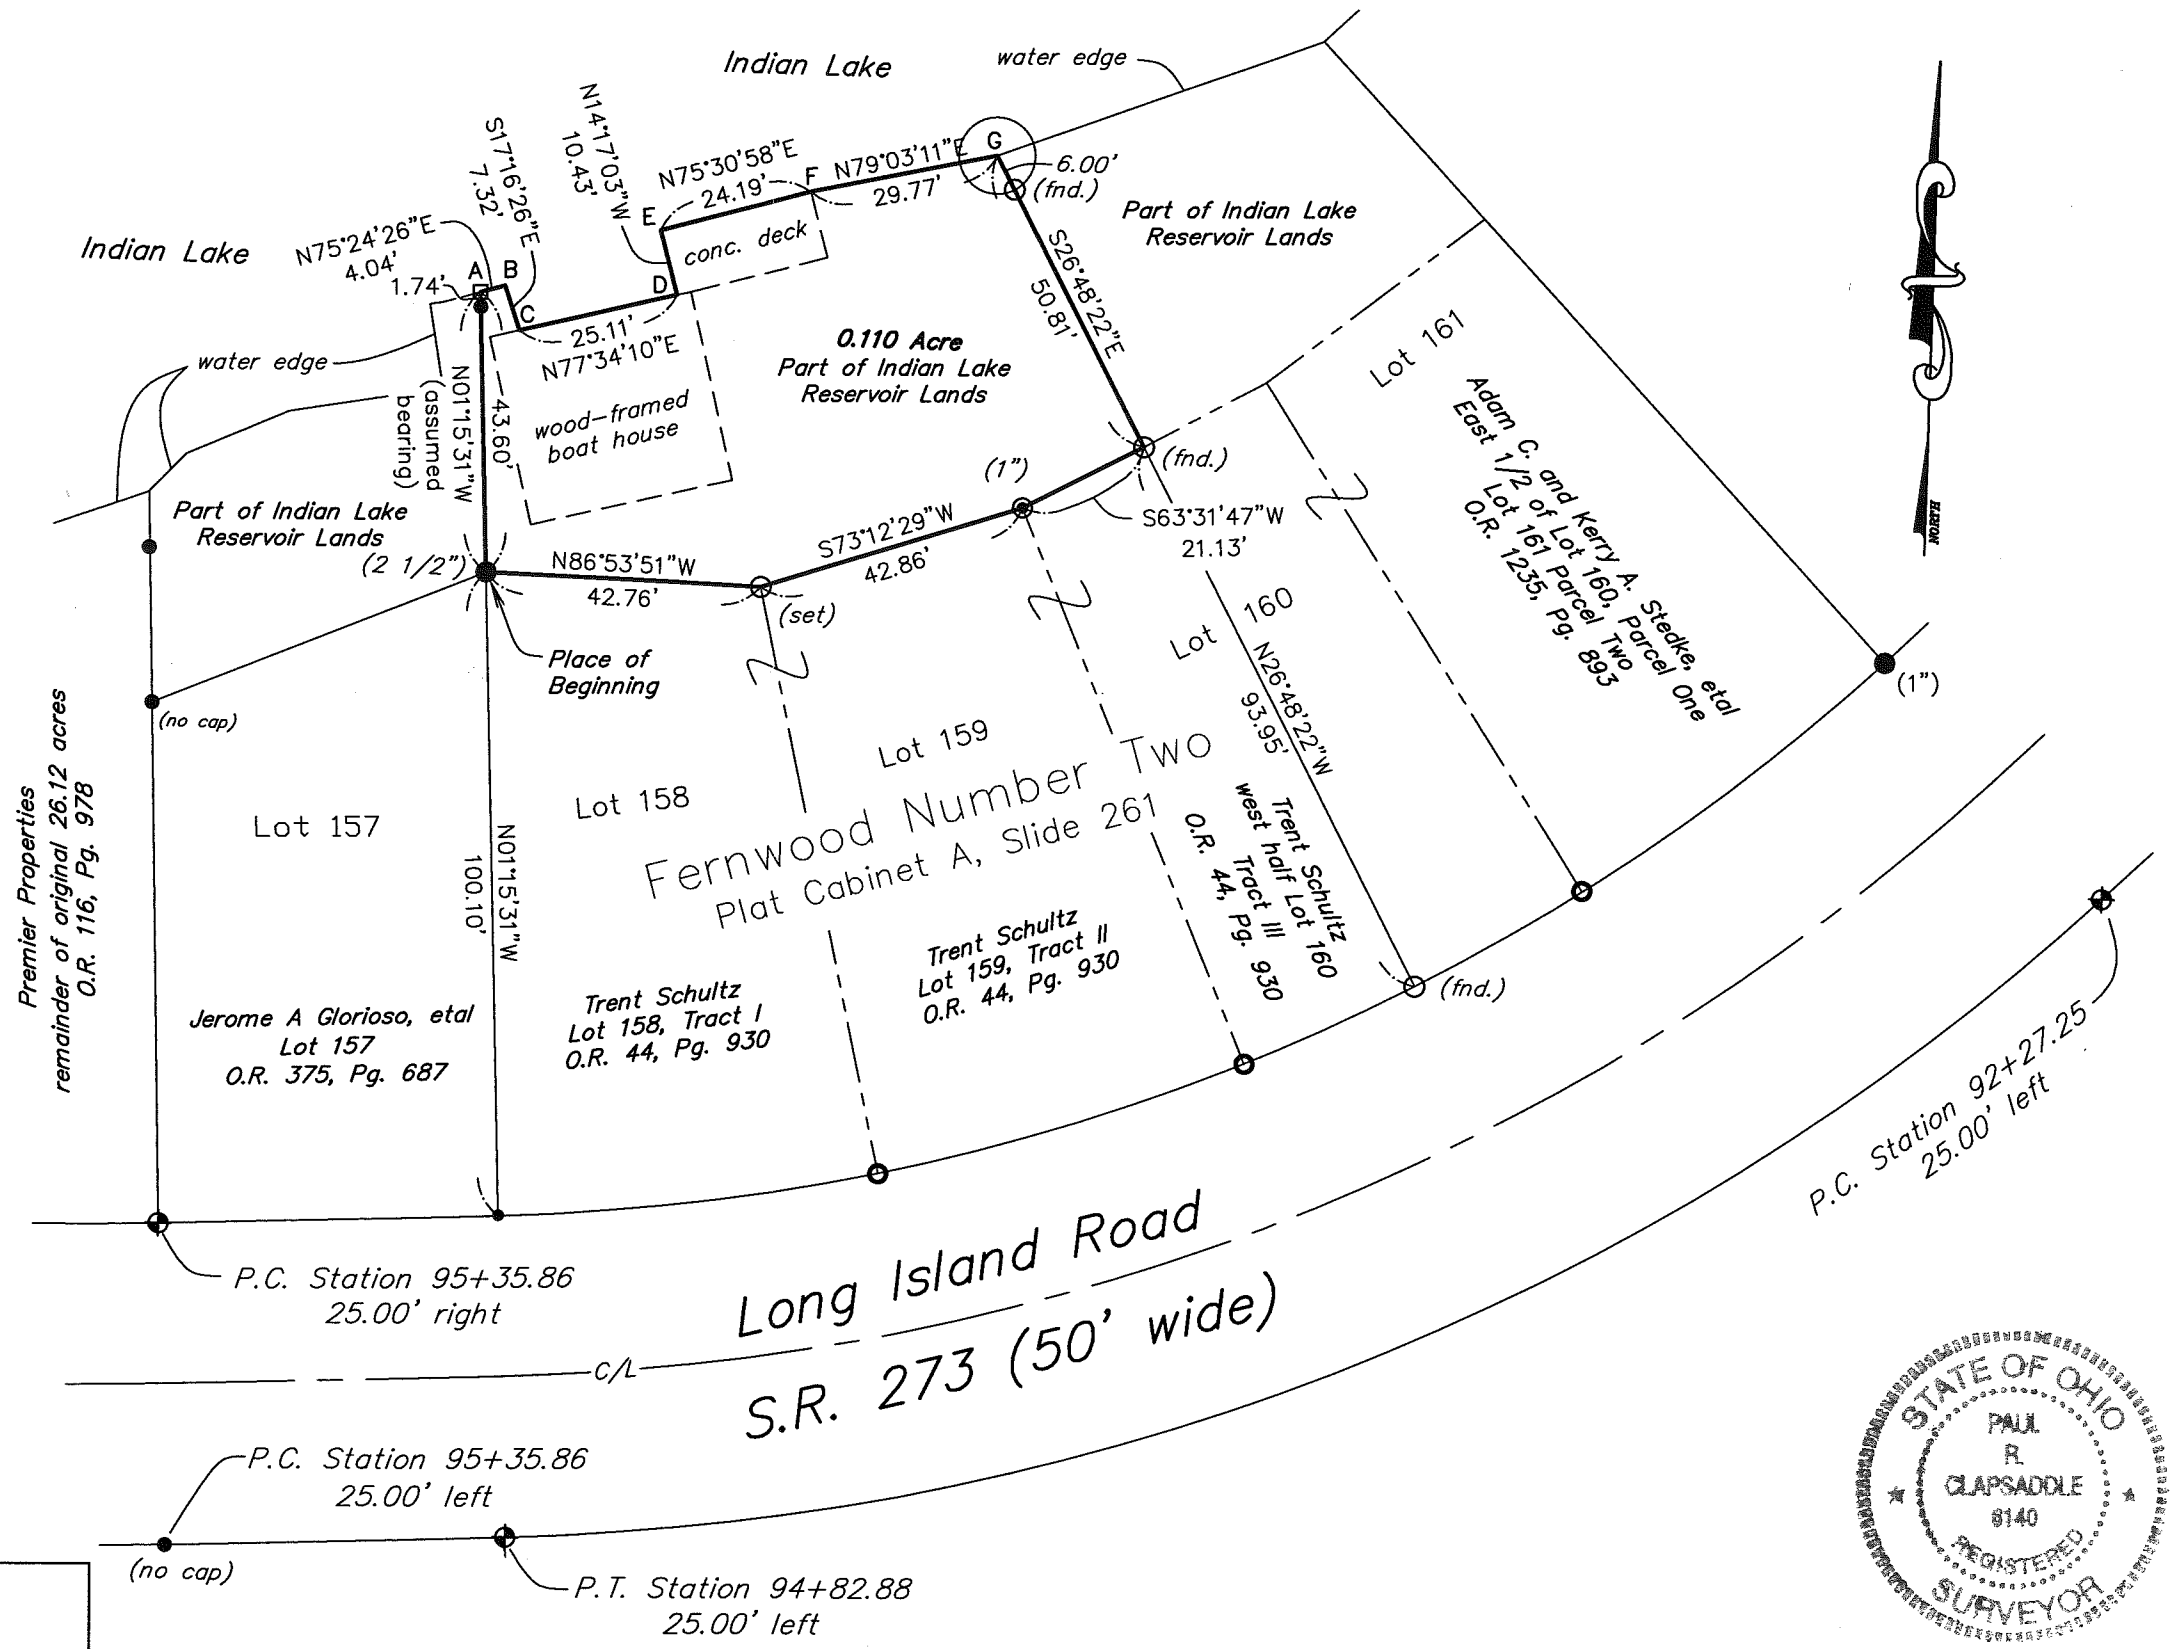 Indian Lake
water edge
N14°17'03"W
10.43'
S17°16'26"E
7.32'
N75°30'58"E
24.19'
F
N79°03'11"E
29.77'
G
6.00'
(fnd.)
Part of Indian Lake
Reservoir Lands
Indian Lake
N75°24'26"E
4.04'
1.74'
A
B
C
D
E
conc. deck
S26°48'22"E
50.81'
25.11'
N77°34'10"E
0.110 Acre
Part of Indian Lake
Reservoir Lands
water edge
N01°15'31"W
(assumed
bearing)
43.60'
wood-framed
boat house
Lot 161
Adam C. and Kerry A. Stedke, etal
East 1/2 of Lot 160, Parcel One
Lot 161 Parcel Two
O.R. 1235, Pg. 893
NORTH
(1")
(fnd.)
Part of Indian Lake
Reservoir Lands
(2 1/2")
N86°53'51"W
42.76'
S73°12'29"W
42.86'
S63°31'47"W
21.13'
(set)
Place of
Beginning
Lot 160
N26°48'22"W
93.95'
(1")
(no cap)
Premier Properties
remainder of original 26.12 acres
O.R. 116, Pg. 978
Lot 157
Lot 158
Lot 159
Fernwood Number Two
Plat Cabinet A, Slide 261
N01°15'31"W
100.10'
Trent Schultz
west half Lot 160
Tract III
O.R. 44, Pg. 930
Trent Schultz
Lot 159, Tract II
O.R. 44, Pg. 930
Trent Schultz
Lot 158, Tract I
O.R. 44, Pg. 930
Jerome A Glorioso, etal
Lot 157
O.R. 375, Pg. 687
(fnd.)
P.C. Station 92+27.25
25.00' left
P.C. Station 95+35.86
25.00' right
Long Island Road
C/L
S.R. 273 (50' wide)
P.C. Station 95+35.86
25.00' left
(no cap)
P.T. Station 94+82.88
25.00' left
STATE OF OHIO
PAUL
R.
CLAPSADDLE
6140
REGISTERED
SURVEYOR